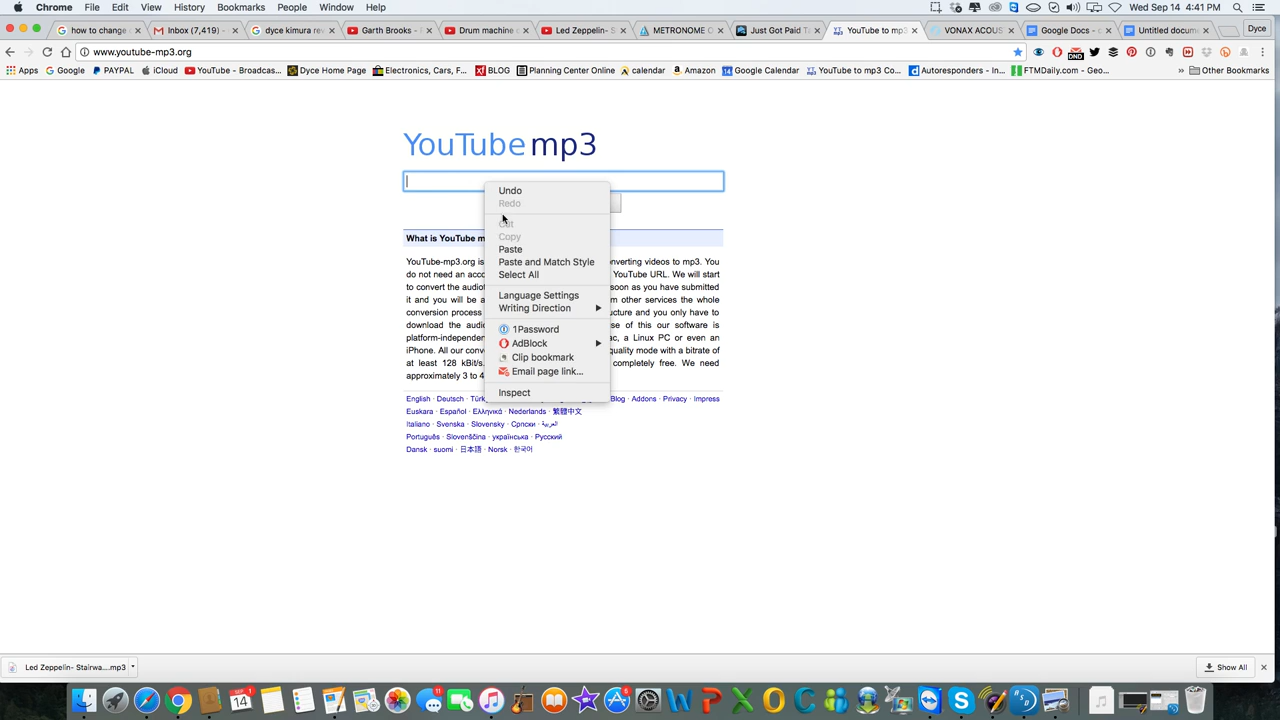 Chrome File Edit View History Bookmarks People Window Help Wed Sep 14 4:41 PM
how to change Inbox (7,419) - dyce kimura rev Garth Brooks - Drum machine Led Zeppelin- S METRONOME O Just Got Paid T YouTube to mp3 VONAX ACOUS Google Docs - c Untitled docume Dyce
www.youtube-mp3.org DND
Apps Google PAYPAL iCloud YouTube - Broadcas... Dyce Home Page Electronics, Cars, F... BLOG Planning Center Online calendar Amazon Google Calendar YouTube to mp3 Co... Autoresponders - In... FTMDaily.com - Geo... » Other Bookmarks
YouTube mp3
Undo
Redo
Cut
What is YouTube m
Copy
Paste
YouTube-mp3.org is
Paste and Match Style
nverting videos to mp3. You
do not need an acco
Select All
YouTube URL. We will start
to convert the audiot
soon as you have submitted
it and you will be a
Language Settings
m other services the whole
conversion process
Writing Direction
ucture and you only have to
download the audi
se of this our software is
platform-independen
1Password
ac, a Linux PC or even an
iPhone. All our conv
AdBlock
quality mode with a bitrate of
at least 128 kBit/s.
Clip bookmark
completely free. We need
approximately 3 to 4
Email page link...
Inspect
English · Deutsch · Türk
Blog · Addons · Privacy · Impress
Euskara · Español · Ελληνικά · Nederlands · 繁體中文
Italiano · Svenska · Slovensky · Српски · العربية
Português · Slovenščina · українська · Русский
Dansk · suomi · 日本語 · Norsk · 한국어
Led Zeppelin- Stairwa....mp3 Show All
SEP 14 11 6